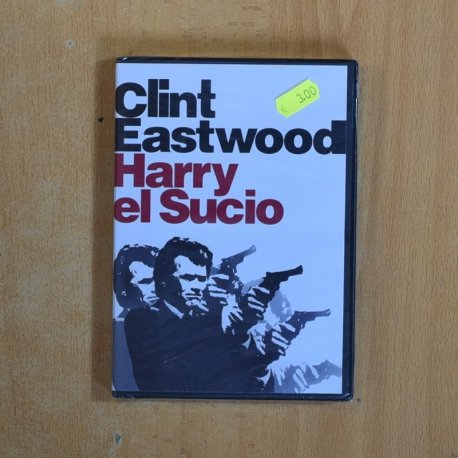 Clint
Eastwood
Harry
el Sucio
€ 3.00